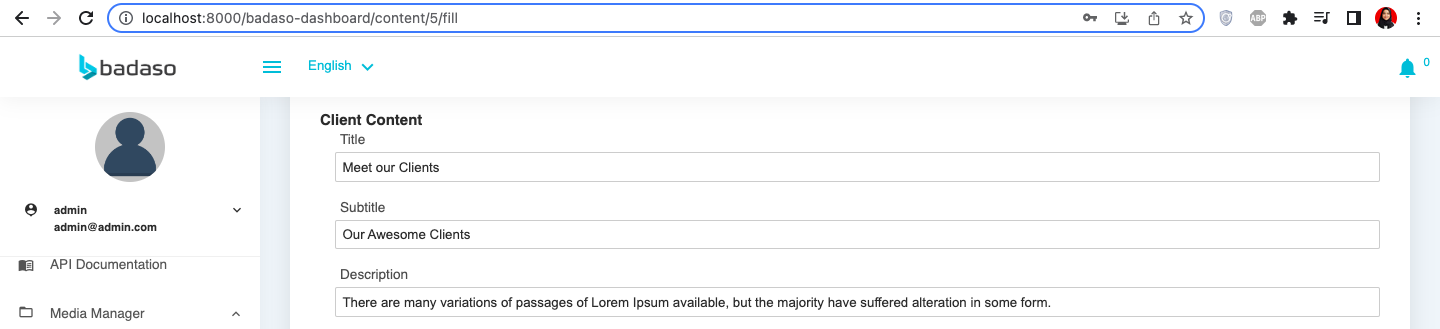 localhost:8000/badaso-dashboard/content/5/fill
ABP
badaso
English
0
Client Content
Title
Meet our Clients
Subtitle
Our Awesome Clients
Description
There are many variations of passages of Lorem Ipsum available, but the majority have suffered alteration in some form.
admin
admin@admin.com
API Documentation
Media Manager